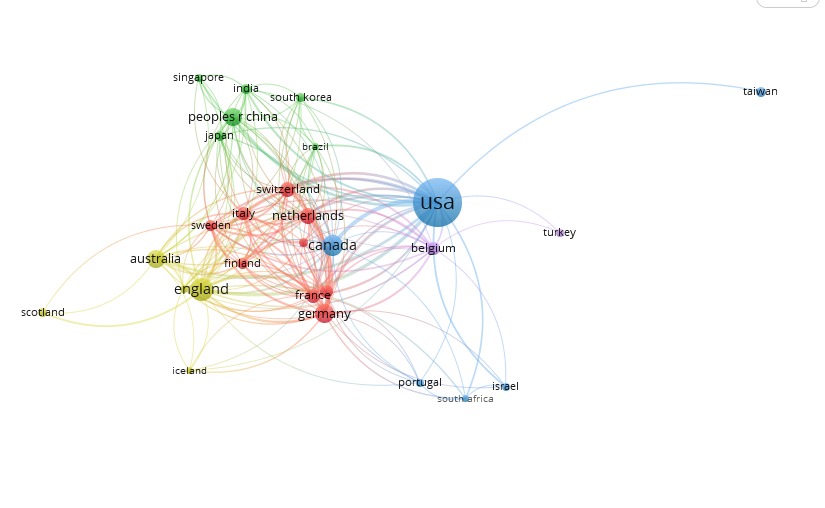 singapore
india
south korea
taiwan
peoples r china
japan
brazil
switzerland
usa
italy
netherlands
sweden
turkey
canada
belgium
australia
finland
england
france
scotland
germany
iceland
portugal
israel
south africa